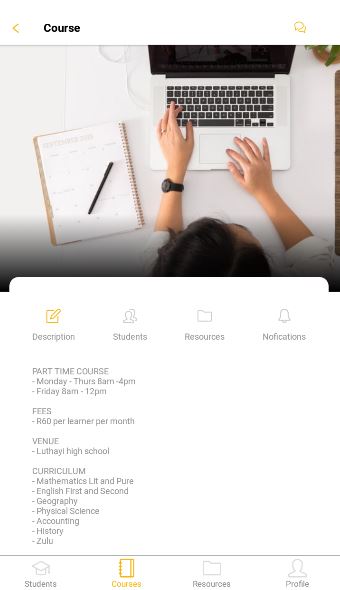 Course
SEPTEMBER 2019
Description
Students
Resources
Nofications
PART TIME COURSE
- Monday - Thurs 8am -4pm
- Friday 8am - 12pm
FEES
- R60 per learner per month
VENUE
- Luthayi high school
CURRICULUM
- Mathematics Lit and Pure
- English First and Second
- Geography
- Physical Science
- Accounting
- History
- Zulu
Students
Courses
Resources
Profile